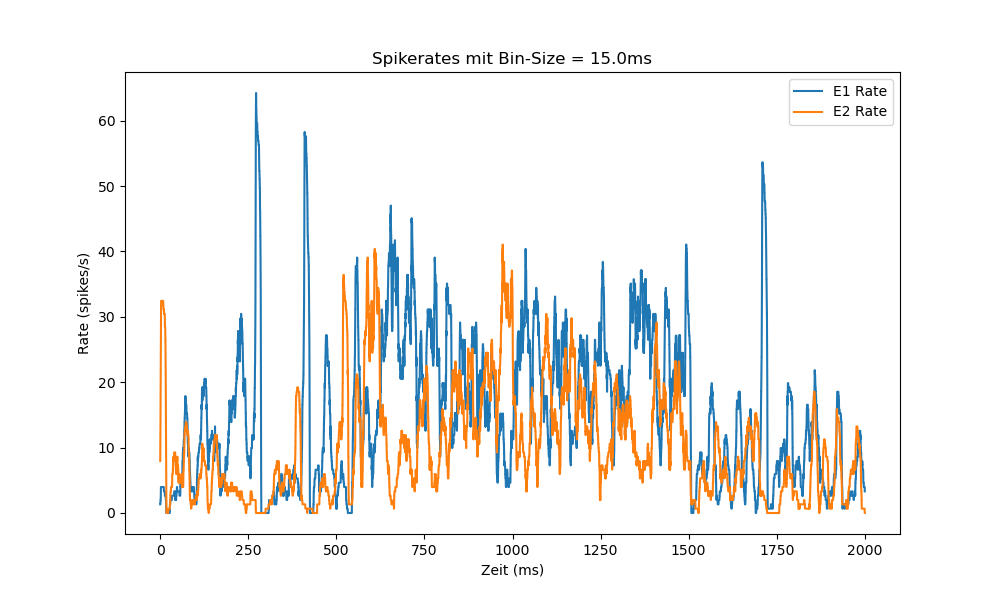 Spikerates mit Bin-Size = 15.0ms
E1 Rate
E2 Rate
60
50
40
30
20
10
0
Rate (spikes/s)
0 250 500 750 1000 1250 1500 1750 2000
Zeit (ms)